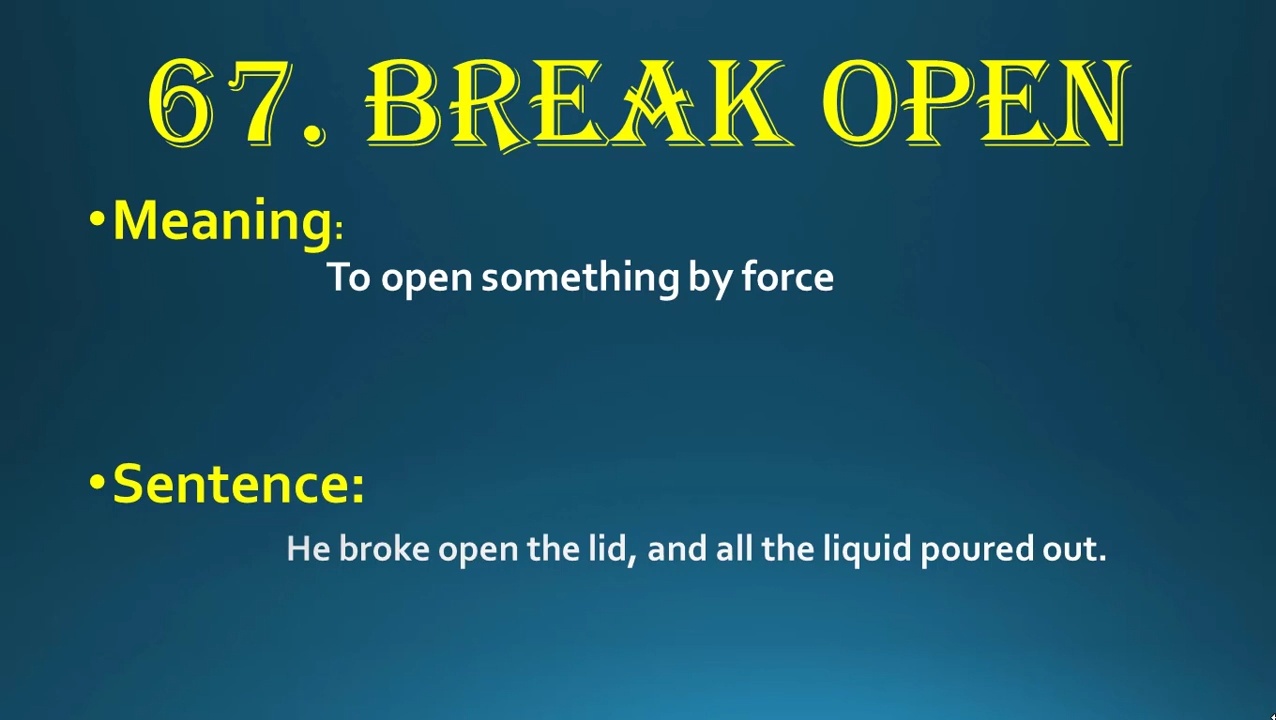 67. BREAK OPEN
•Meaning:
To open something by force
•Sentence:
He broke open the lid, and all the liquid poured out.